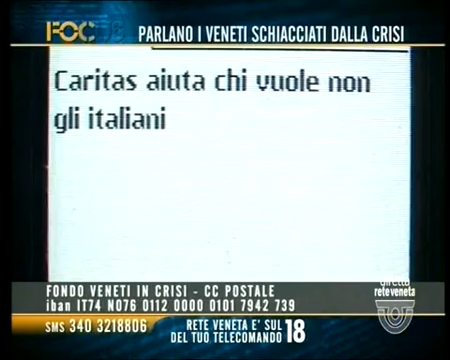 FOC
PARLANO I VENETI SCHIACCIATI DALLA CRISI
Caritas aiuta chi vuole non
gli italiani
diretta
reteveneta
FONDO VENETI IN CRISI - CC POSTALE
iban IT74 N076 0112 0000 0101 7942 739
SMS 340 3218806
RETE VENETA E' SUL
DEL TUO TELECOMANDO 18